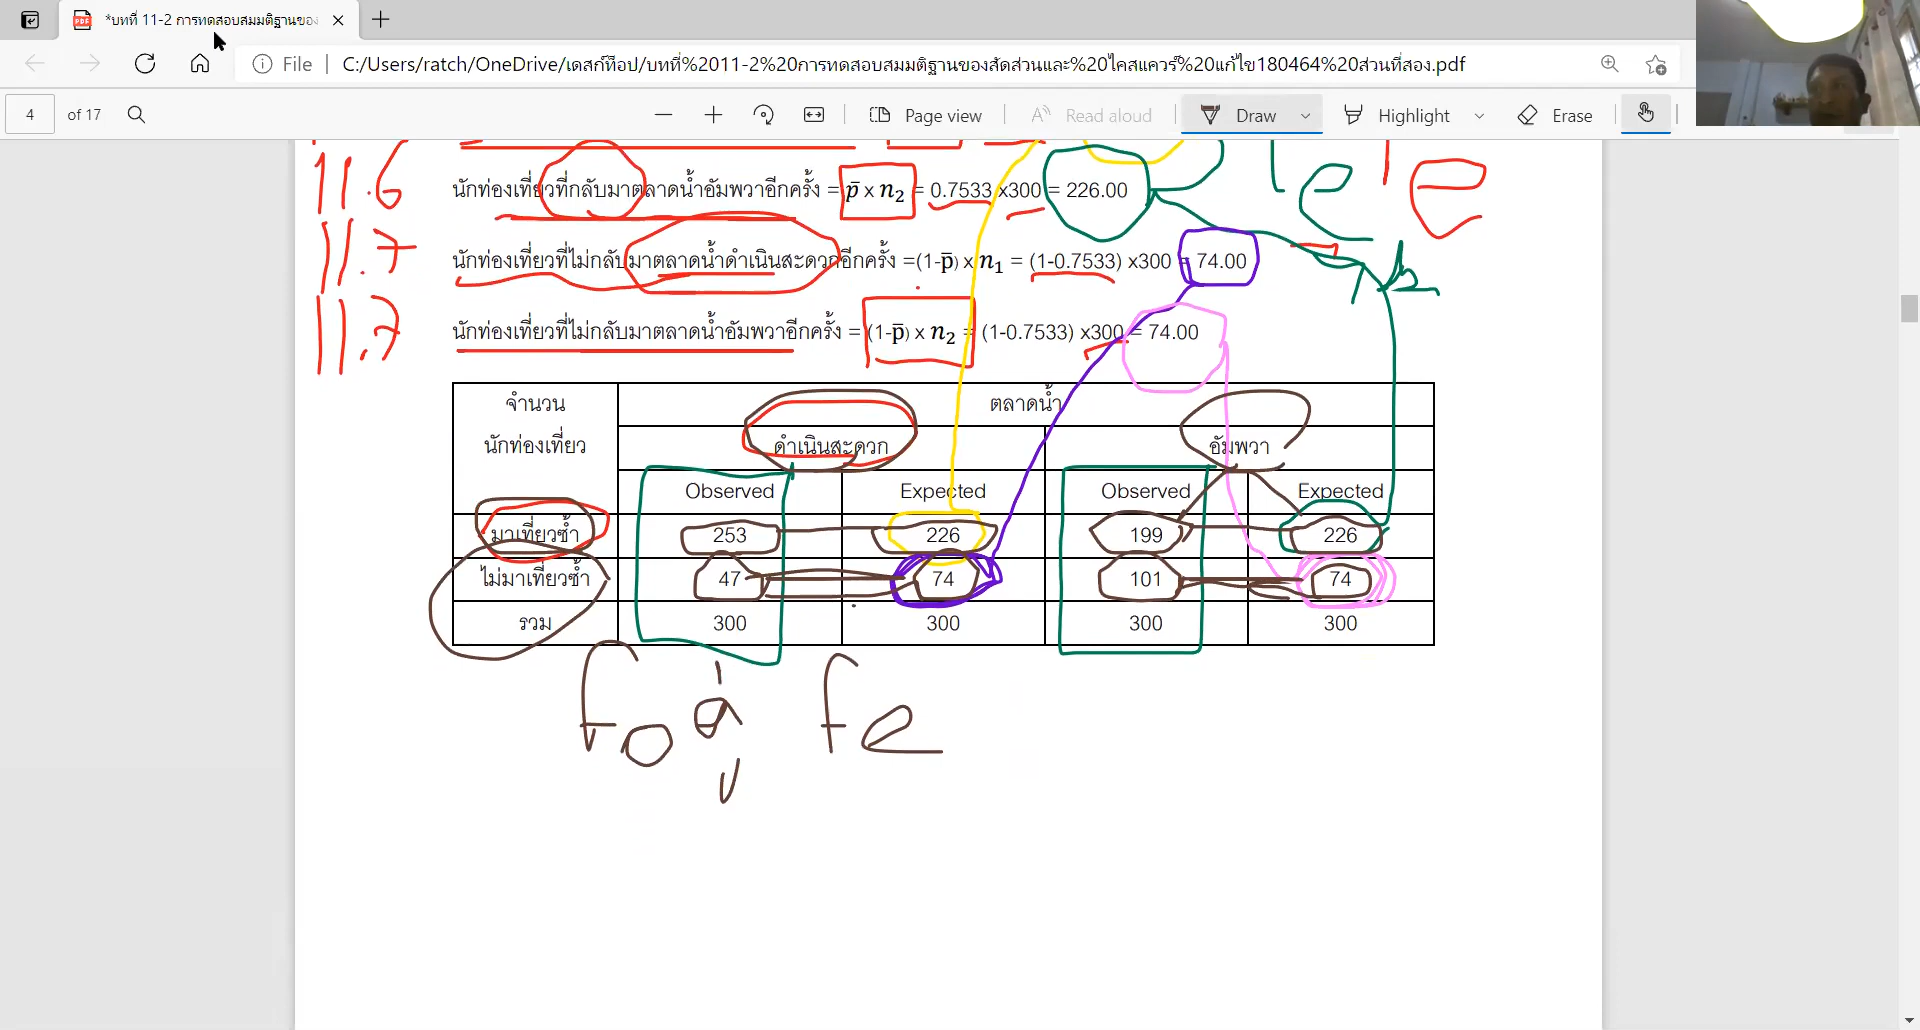 *บทที่ 11-2 การทดสอบสมมติฐานของ
File
C:/Users/ratch/OneDrive/เดสก์ท็อป/บทที่%2011-2%20การทดสอบสมมติฐานของสัดส่วนและ%20ไคสแควร์%20แก้ไข180464%20ส่วนที่สอง.pdf
4 of 17
Page view
Read aloud
Draw
Highlight
Erase
11.6
นักท่องเที่ยวที่กลับมาตลาดน้ำอัมพวาอีกครั้ง = p̄ x n₂ = 0.7533 x300 = 226.00
e
e
11.7
นักท่องเที่ยวที่ไม่กลับมาตลาดน้ำดำเนินสะดวกอีกครั้ง =(1-p̄) x n₁ = (1-0.7533) x300 = 74.00
11.7
นักท่องเที่ยวที่ไม่กลับมาตลาดน้ำอัมพวาอีกครั้ง = (1-p̄) x n₂ = (1-0.7533) x300 = 74.00
จำนวน ตลาดน้ำ
นักท่องเที่ยว ดำเนินสะดวก อัมพวา
Observed Expected Observed Expected
มาเที่ยวซ้ำ 253 226 199 226
ไม่มาเที่ยวซ้ำ 47 74 101 74
รวม 300 300 300 300
fo fe